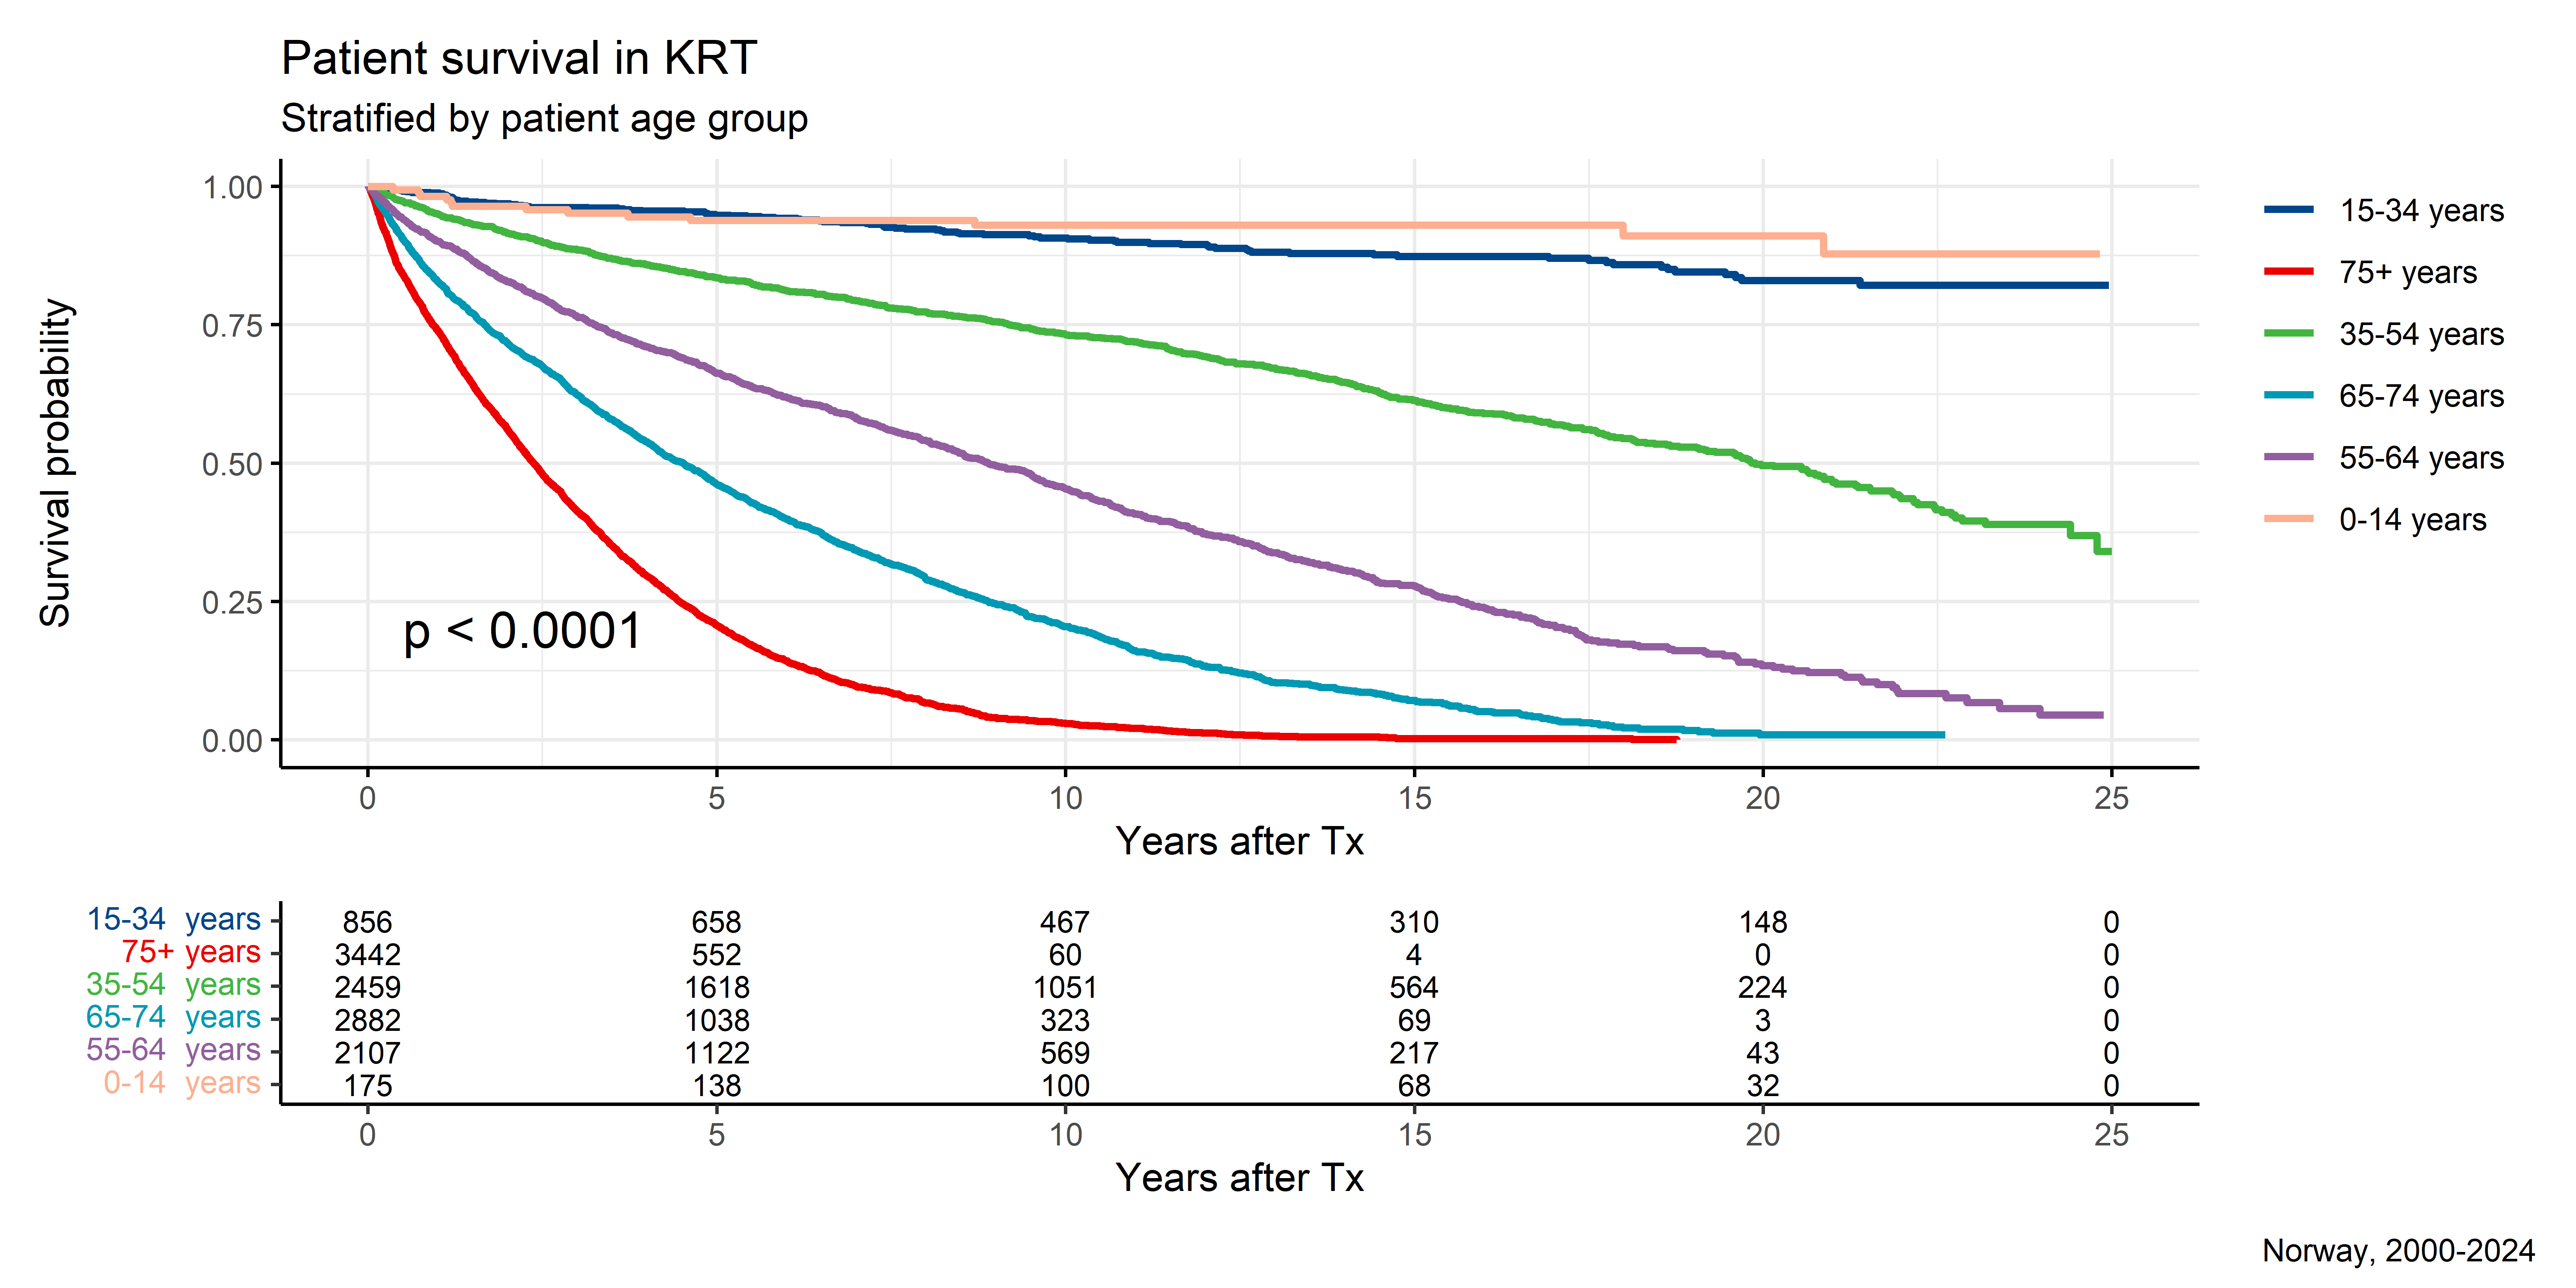 Patient survival in KRT
Stratified by patient age group
Survival probability
1.00
0.75
0.50
0.25
0.00
p < 0.0001
0 5 10 15 20 25
Years after Tx
15-34 years
75+ years
35-54 years
65-74 years
55-64 years
0-14 years
15-34 years 856 658 467 310 148 0
75+ years 3442 552 60 4 0 0
35-54 years 2459 1618 1051 564 224 0
65-74 years 2882 1038 323 69 3 0
55-64 years 2107 1122 569 217 43 0
0-14 years 175 138 100 68 32 0
0 5 10 15 20 25
Years after Tx
Norway, 2000-2024